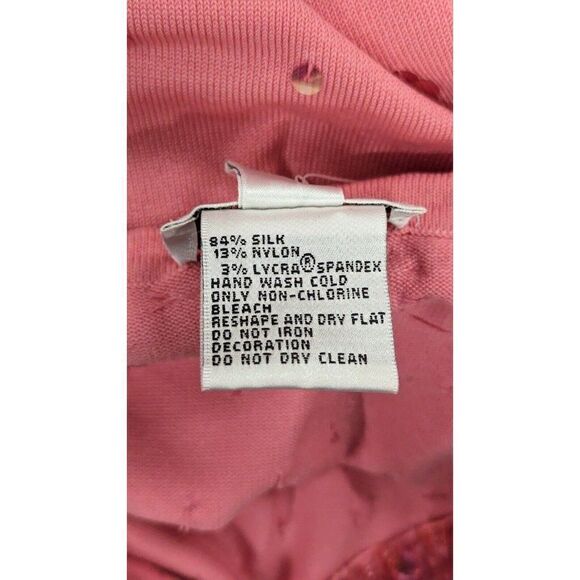 84% SILK
13% NYLON
3% LYCRA® SPANDEX
HAND WASH COLD
ONLY NON-CHLORINE
BLEACH
RESHAPE AND DRY FLAT
DO NOT IRON
DECORATION
DO NOT DRY CLEAN